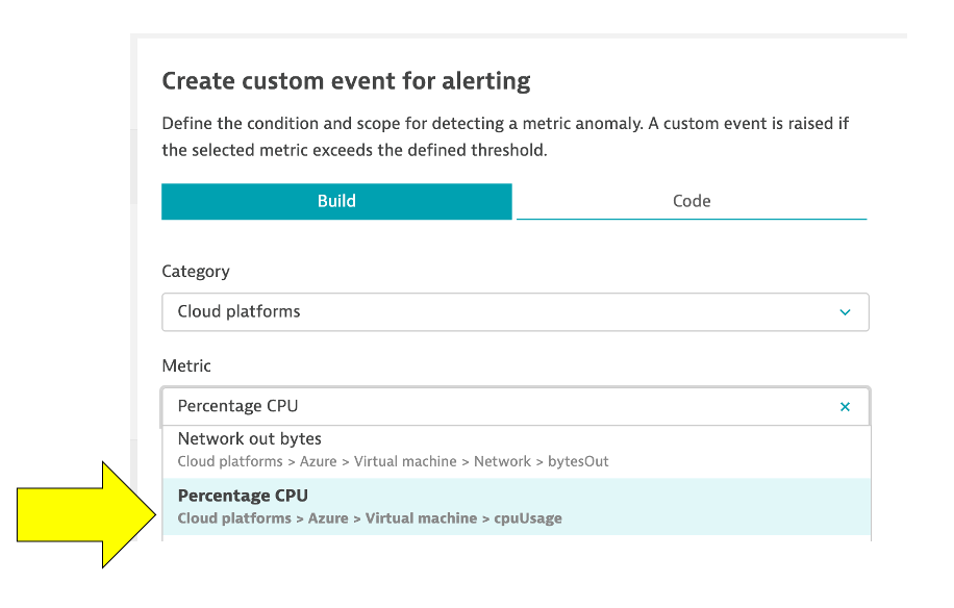 Create custom event for alerting
Define the condition and scope for detecting a metric anomaly. A custom event is raised if
the selected metric exceeds the defined threshold.
Build
Code
Category
Cloud platforms
Metric
Percentage CPU
Network out bytes
Cloud platforms > Azure > Virtual machine > Network > bytesOut
Percentage CPU
Cloud platforms > Azure > Virtual machine > cpuUsage